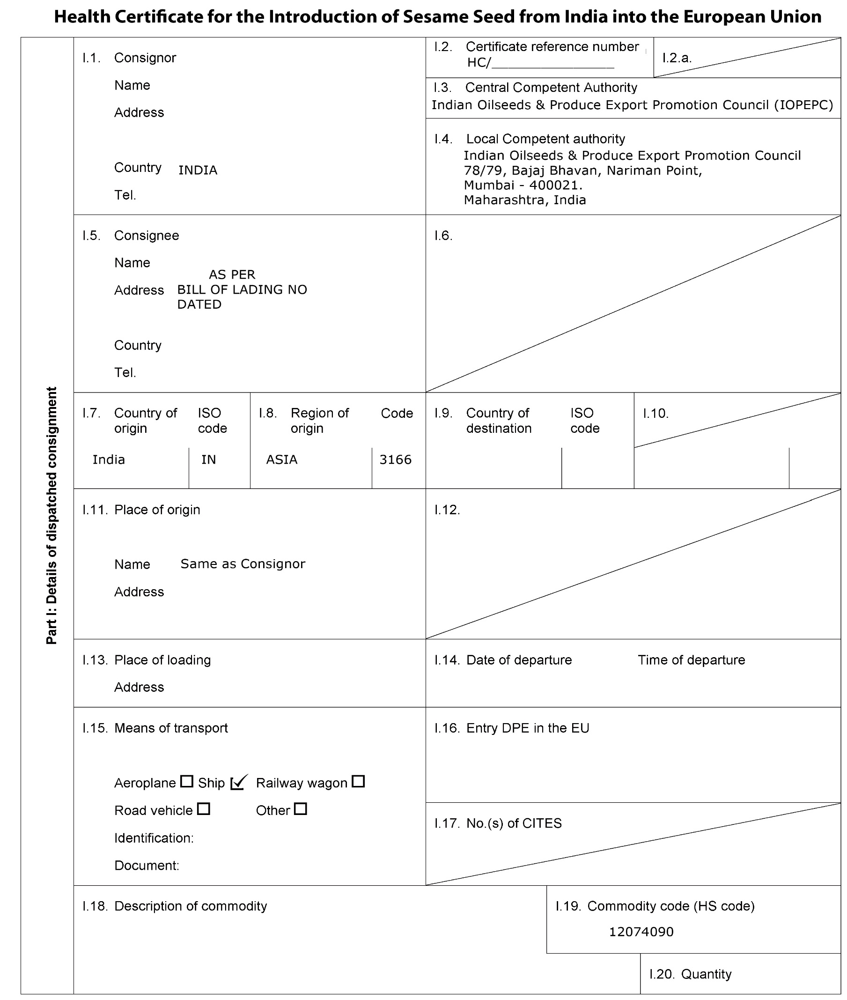 Health Certificate for the Introduction of Sesame Seed from India into the European Union
Part I: Details of dispatched consignment
I.1. Consignor
Name
Address
Country INDIA
Tel.
I.2. Certificate reference number
HC/_________________
I.2.a.
I.3. Central Competent Authority
Indian Oilseeds & Produce Export Promotion Council (IOPEPC)
I.4. Local Competent authority
Indian Oilseeds & Produce Export Promotion Council
78/79, Bajaj Bhavan, Nariman Point,
Mumbai - 400021.
Maharashtra, India
I.5. Consignee
Name
AS PER
Address BILL OF LADING NO
DATED
Country
Tel.
I.6.
I.7. Country of origin
ISO code
India
IN
I.8. Region of origin
Code
ASIA
3166
I.9. Country of destination
ISO code
I.10.
I.11. Place of origin
Name Same as Consignor
Address
I.12.
I.13. Place of loading
Address
I.14. Date of departure Time of departure
I.15. Means of transport
Aeroplane Ship Railway wagon
Road vehicle Other
Identification:
Document:
I.16. Entry DPE in the EU
I.17. No.(s) of CITES
I.18. Description of commodity
I.19. Commodity code (HS code)
12074090
I.20. Quantity